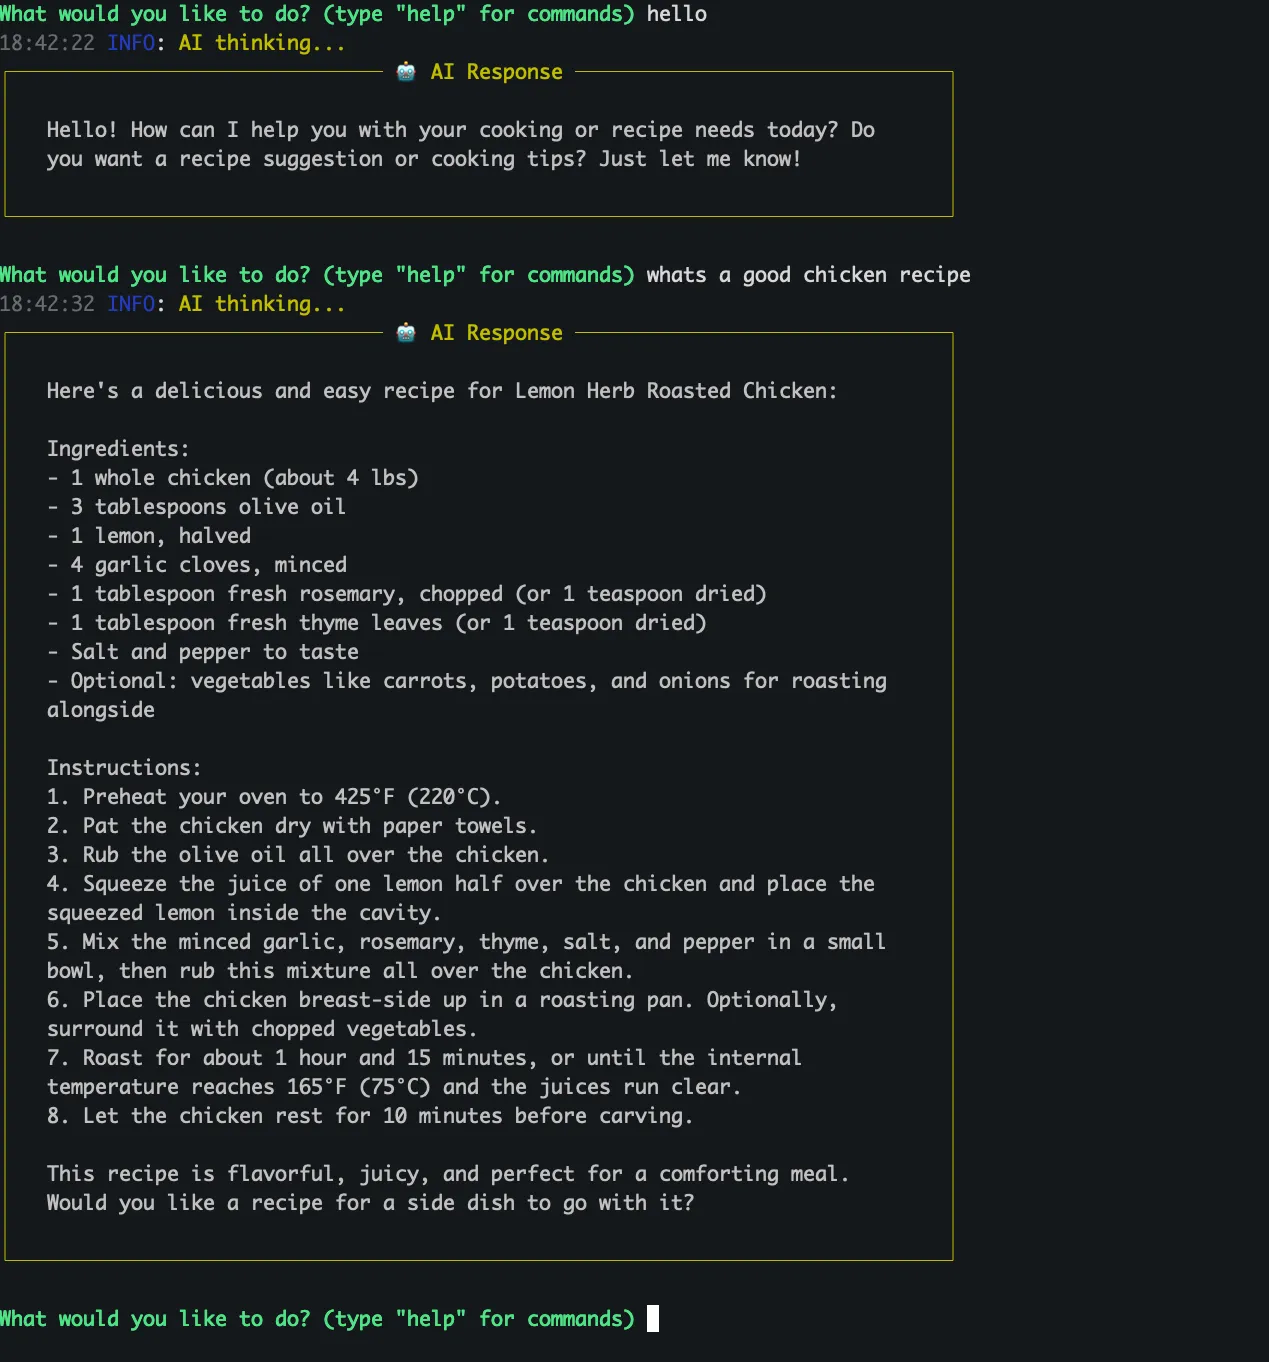 What would you like to do? (type "help" for commands) hello
18:42:22 INFO: AI thinking...
🤖 AI Response
Hello! How can I help you with your cooking or recipe needs today? Do
you want a recipe suggestion or cooking tips? Just let me know!
What would you like to do? (type "help" for commands) whats a good chicken recipe
18:42:32 INFO: AI thinking...
🤖 AI Response
Here's a delicious and easy recipe for Lemon Herb Roasted Chicken:
Ingredients:
- 1 whole chicken (about 4 lbs)
- 3 tablespoons olive oil
- 1 lemon, halved
- 4 garlic cloves, minced
- 1 tablespoon fresh rosemary, chopped (or 1 teaspoon dried)
- 1 tablespoon fresh thyme leaves (or 1 teaspoon dried)
- Salt and pepper to taste
- Optional: vegetables like carrots, potatoes, and onions for roasting
alongside
Instructions:
1. Preheat your oven to 425°F (220°C).
2. Pat the chicken dry with paper towels.
3. Rub the olive oil all over the chicken.
4. Squeeze the juice of one lemon half over the chicken and place the
squeezed lemon inside the cavity.
5. Mix the minced garlic, rosemary, thyme, salt, and pepper in a small
bowl, then rub this mixture all over the chicken.
6. Place the chicken breast-side up in a roasting pan. Optionally,
surround it with chopped vegetables.
7. Roast for about 1 hour and 15 minutes, or until the internal
temperature reaches 165°F (75°C) and the juices run clear.
8. Let the chicken rest for 10 minutes before carving.
This recipe is flavorful, juicy, and perfect for a comforting meal.
Would you like a recipe for a side dish to go with it?
What would you like to do? (type "help" for commands)